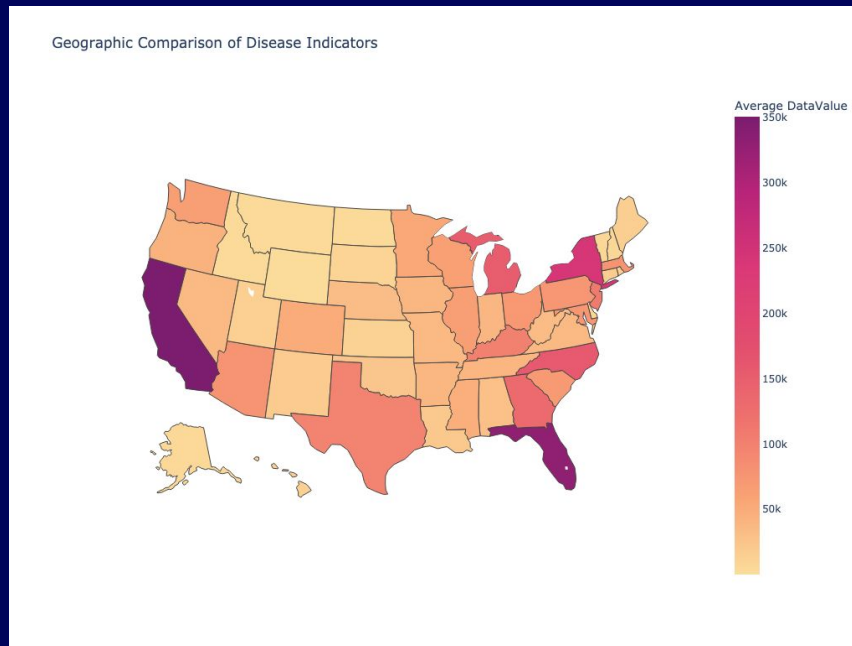 Geographic Comparison of Disease Indicators
Average DataValue
350k
300k
250k
200k
150k
100k
50k